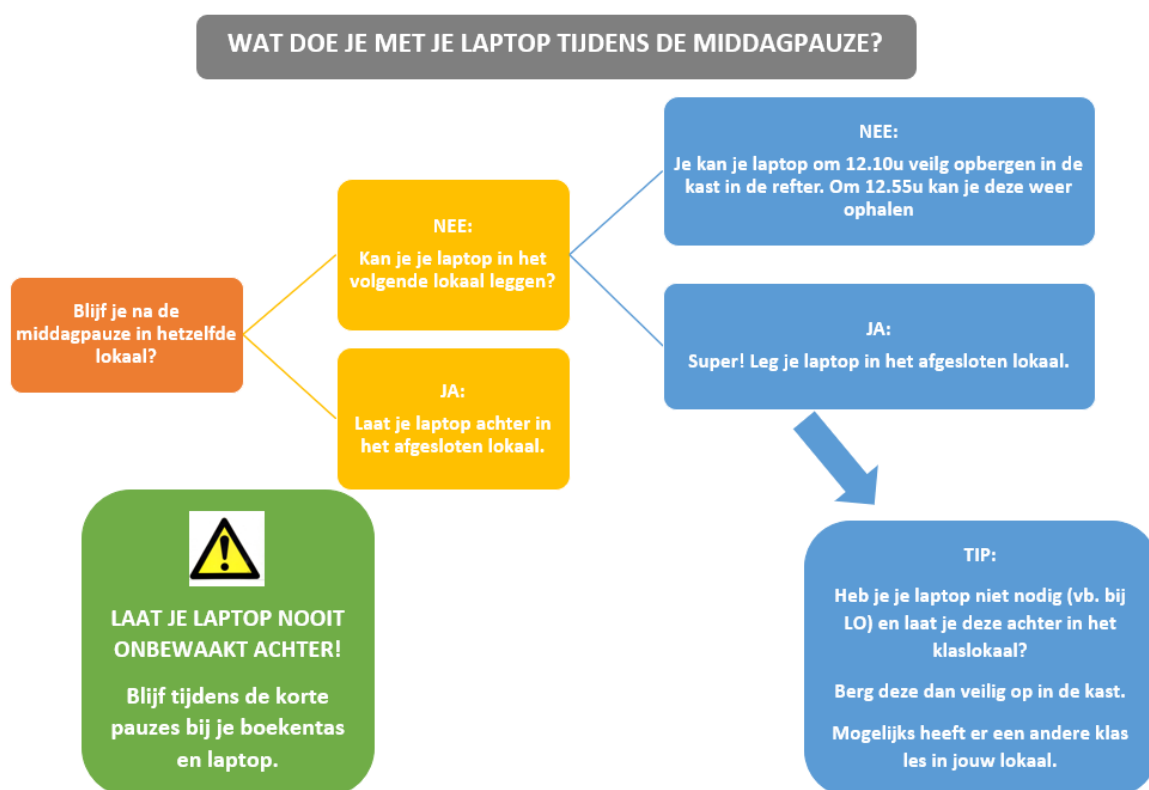 WAT DOE JE MET JE LAPTOP TIJDENS DE MIDDAGPAUZE?
Blijf je na de
middagpauze in hetzelfde
lokaal?
NEE:
Kan je je laptop in het
volgende lokaal leggen?
JA:
Laat je laptop achter in
het afgesloten lokaal.
NEE:
Je kan je laptop om 12.10u veilg opbergen in de
kast in de refter. Om 12.55u kan je deze weer
ophalen
JA:
Super! Leg je laptop in het afgesloten lokaal.
LAAT JE LAPTOP NOOIT
ONBEWAAKT ACHTER!
Blijf tijdens de korte
pauzes bij je boekentas
en laptop.
TIP:
Heb je je laptop niet nodig (vb. bij
LO) en laat je deze achter in het
klaslokaal?
Berg deze dan veilig op in de kast.
Mogelijks heeft er een andere klas
les in jouw lokaal.